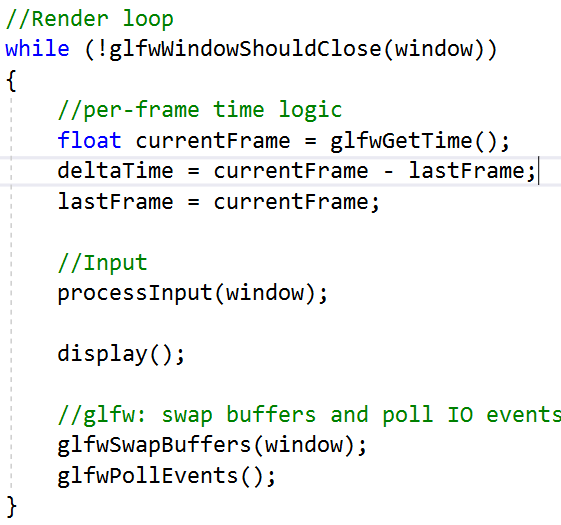 //Render loop
while (!glfwWindowShouldClose(window))
{
//per-frame time logic
float currentFrame = glfwGetTime();
deltaTime = currentFrame - lastFrame;
lastFrame = currentFrame;
//Input
processInput(window);
display();
//glfw: swap buffers and poll IO events
glfwSwapBuffers(window);
glfwPollEvents();
}